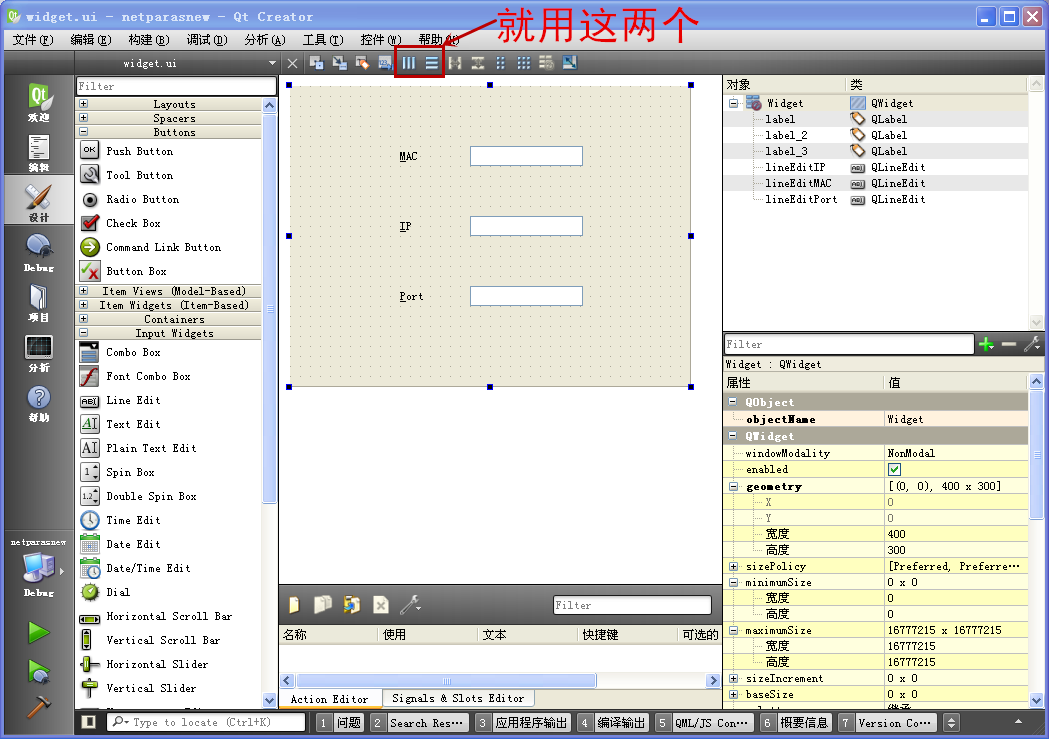 widget.ui - netparasnew - Qt Creator
就用这两个
文件(F) 编辑(E) 构建(B) 调试(D) 分析(A) 工具(T) 控件(W) 帮助(H)
widget.ui
欢迎
编辑
设计
Debug
项目
分析
帮助
netparasnew
Debug
Filter
Layouts
Spacers
Buttons
OK Push Button
Tool Button
Radio Button
Check Box
Command Link Button
Button Box
Item Views (Model-Based)
Item Widgets (Item-Based)
Containers
Input Widgets
Combo Box
Font Combo Box
ABI Line Edit
AI Text Edit
AI Plain Text Edit
1 Spin Box
1.2 Double Spin Box
Time Edit
Date Edit
Date/Time Edit
Dial
Horizontal Scroll Bar
Vertical Scroll Bar
Horizontal Slider
Vertical Slider
MAC
IP
Port
Filter
名称 使用 文本 快捷键 可选的
Action Editor Signals & Slots Editor
对象 类
Widget QWidget
label QLabel
label_2 QLabel
label_3 QLabel
lineEditIP ABI QLineEdit
lineEditMAC ABI QLineEdit
lineEditPort ABI QLineEdit
Filter
Widget : QWidget
属性 值
QObject
objectName Widget
QWidget
windowModality NonModal
enabled
geometry [(0, 0), 400 x 300]
X 0
Y 0
宽度 400
高度 300
sizePolicy [Preferred, Preferre···
minimumSize 0 x 0
宽度 0
高度 0
maximumSize 16777215 x 16777215
宽度 16777215
高度 16777215
sizeIncrement 0 x 0
baseSize 0 x 0
Type to locate (Ctrl+K) 1 问题 2 Search Res··· 3 应用程序输出 4 编译输出 5 QML/JS Con··· 6 概要信息 7 Version Co···